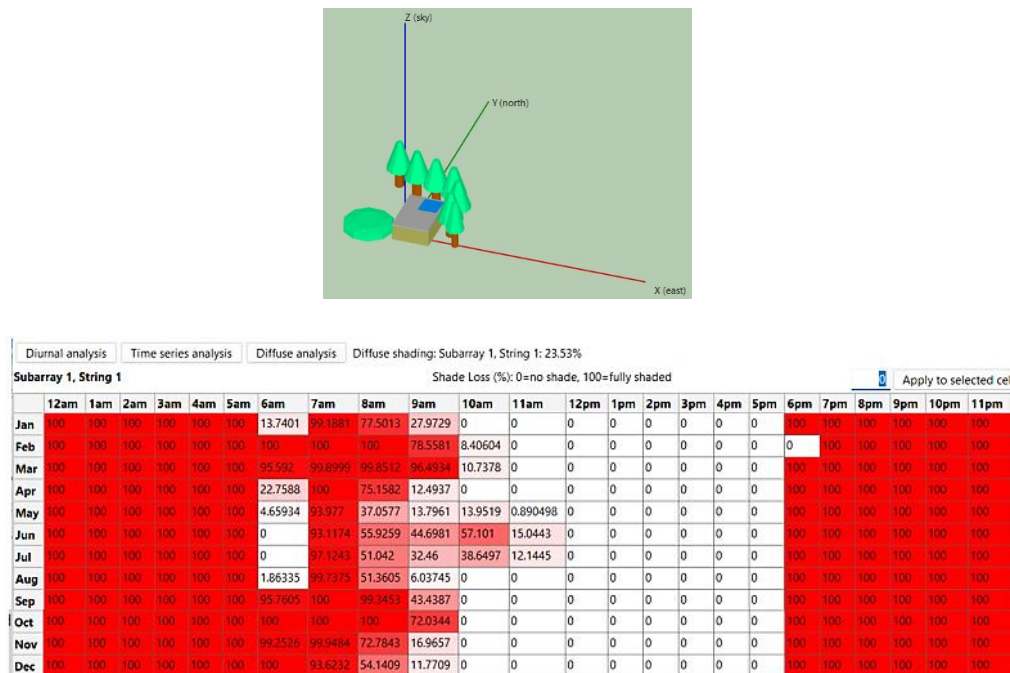 Z (sky)
Y (north)
X (east)
Diurnal analysis Time series analysis Diffuse analysis Diffuse shading: Subarray 1, String 1: 23.53%
Subarray 1, String 1 Shade Loss (%): 0=no shade, 100=fully shaded 0 Apply to selected cel
12am 1am 2am 3am 4am 5am 6am 7am 8am 9am 10am 11am 12pm 1pm 2pm 3pm 4pm 5pm 6pm 7pm 8pm 9pm 10pm 11pm
Jan 100 100 100 100 100 100 13.7401 99.1881 77.5013 27.9729 0 0 0 0 0 0 0 0 100 100 100 100 100 100
Feb 100 100 100 100 100 100 100 100 100 78.5581 8.40604 0 0 0 0 0 0 0 0 100 100 100 100 100
Mar 100 100 100 100 100 100 95.592 99.8999 99.8512 96.4934 10.7378 0 0 0 0 0 0 0 100 100 100 100 100 100
Apr 100 100 100 100 100 100 22.7588 100 75.1582 12.4937 0 0 0 0 0 0 0 0 100 100 100 100 100 100
May 100 100 100 100 100 100 4.65934 93.977 37.0577 13.7961 13.9519 0.890498 0 0 0 0 0 0 100 100 100 100 100 100
Jun 100 100 100 100 100 100 0 93.1174 55.9259 44.6981 57.101 15.0443 0 0 0 0 0 0 100 100 100 100 100 100
Jul 100 100 100 100 100 100 0 97.1243 51.042 32.46 38.6497 12.1445 0 0 0 0 0 0 100 100 100 100 100 100
Aug 100 100 100 100 100 100 1.86335 99.7375 51.3605 6.03745 0 0 0 0 0 0 0 0 100 100 100 100 100 100
Sep 100 100 100 100 100 100 95.7605 100 99.3453 43.4387 0 0 0 0 0 0 0 0 100 100 100 100 100 100
Oct 100 100 100 100 100 100 100 100 100 72.0344 0 0 0 0 0 0 0 0 100 100 100 100 100 100
Nov 100 100 100 100 100 100 99.2526 99.9484 72.7843 16.9657 0 0 0 0 0 0 0 0 100 100 100 100 100 100
Dec 100 100 100 100 100 100 100 93.6232 54.1409 11.7709 0 0 0 0 0 0 0 0 100 100 100 100 100 100